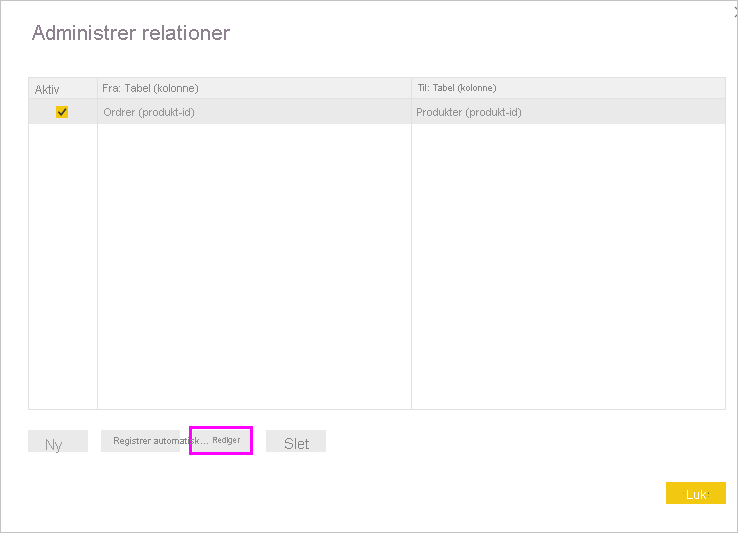 Administrer relationer
Aktiv Fra: Tabel (kolonne) Til: Tabel (kolonne)
Ordrer (produkt-id) Produkter (produkt-id)
Ny Registrer automatisk... Rediger Slet
Luk